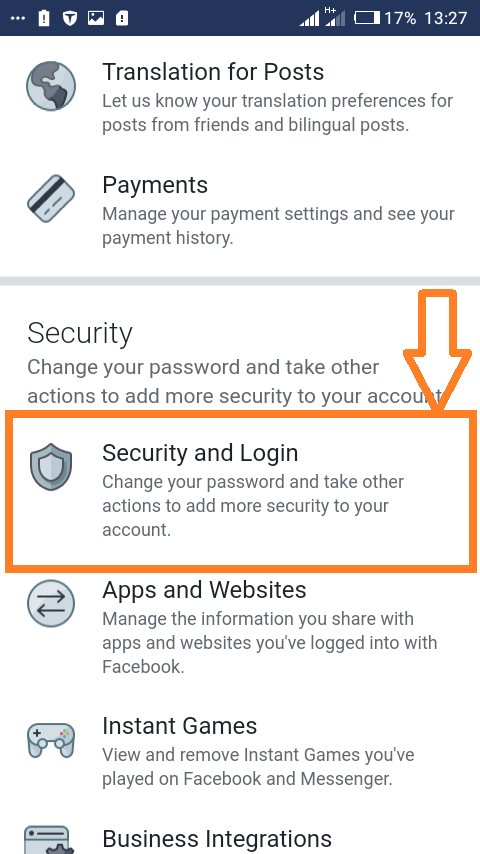 H+ 17% 13:27
Translation for Posts
Let us know your translation preferences for
posts from friends and bilingual posts.
Payments
Manage your payment settings and see your
payment history.
Security
Change your password and take other
actions to add more security to your account.
Security and Login
Change your password and take other
actions to add more security to your
account.
Apps and Websites
Manage the information you share with
apps and websites you've logged into with
Facebook.
Instant Games
View and remove Instant Games you've
played on Facebook and Messenger.
Business Integrations